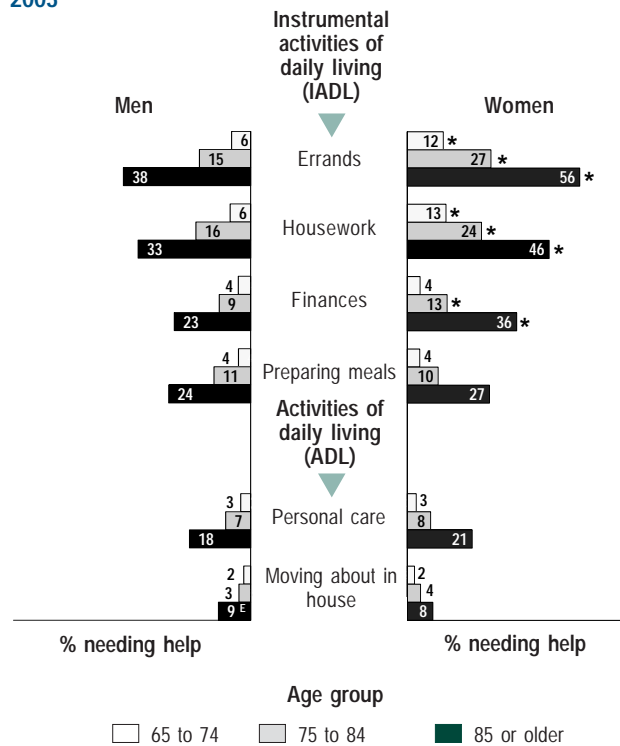 2005
Instrumental
activities of
daily living
(IADL)
Men
Women
6
Errands
12 *
15
27 *
38
56 *
6
Housework
13 *
16
24 *
33
46 *
4
Finances
4
9
13 *
23
36 *
4
Preparing meals
4
11
10
24
27
Activities of
daily living
(ADL)
3
Personal care
3
7
8
18
21
2
Moving about in
house
2
3
4
9 E
8
% needing help
% needing help
Age group
65 to 74
75 to 84
85 or older